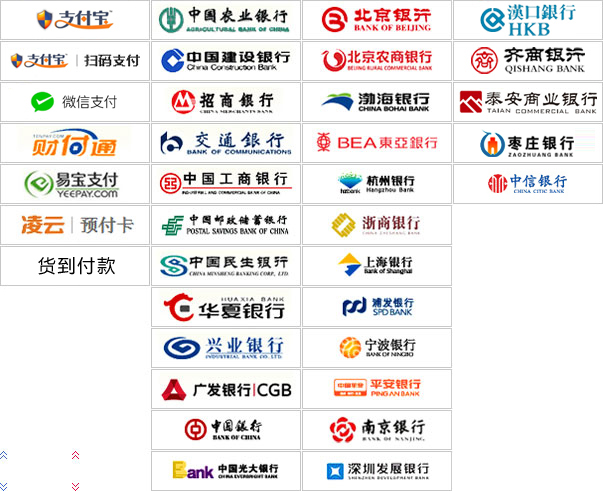 支付宝
中国农业银行
AGRICULTURAL BANK OF CHINA
北京银行
BANK OF BEIJING
漢口銀行
HKB
支付宝 | 扫码支付
中国建设银行
China Construction Bank
北京农商银行
BEIJING RURAL COMMERCIAL BANK
齐商银行
QISHANG BANK
微信支付
招商銀行
CHINA MERCHANTS BANK
渤海银行
CHINA BOHAI BANK
泰安商业银行
TAIAN COMMERCIAL BANK
TENPAY.COM
财付通
交通銀行
BANK OF COMMUNICATIONS
BEA東亞銀行
枣庄银行
ZAOZHUANG BANK
易宝支付
YEEPAY.COM
中国工商银行
INDUSTRIAL AND COMMERCIAL BANK OF CHINA
杭州银行
hzbank
Hangzhou Bank
中信银行
CHINA CITIC BANK
凌云 | 预付卡
中国邮政储蓄银行
POSTAL SAVINGS BANK OF CHINA
浙商银行
CHINA ZHESHANG BANK
货到付款
中国民生银行
CHINA MINSHENG BANKING CORP., LTD.
上海银行
Bank of Shanghai
HUAXIA BANK
华夏银行
浦发银行
SPD BANK
兴业银行
INDUSTRIAL BANK CO.,LTD.
宁波银行
BANK OF NINGBO
广发银行|CGB
中国平安
平安银行
PING AN BANK
中国银行
BANK OF CHINA
南京银行
BANK OF NANJING
Bank
中国光大银行
CHINA EVERBRIGHT BANK
深圳发展银行
SHENZHEN DEVELOPMENT BANK